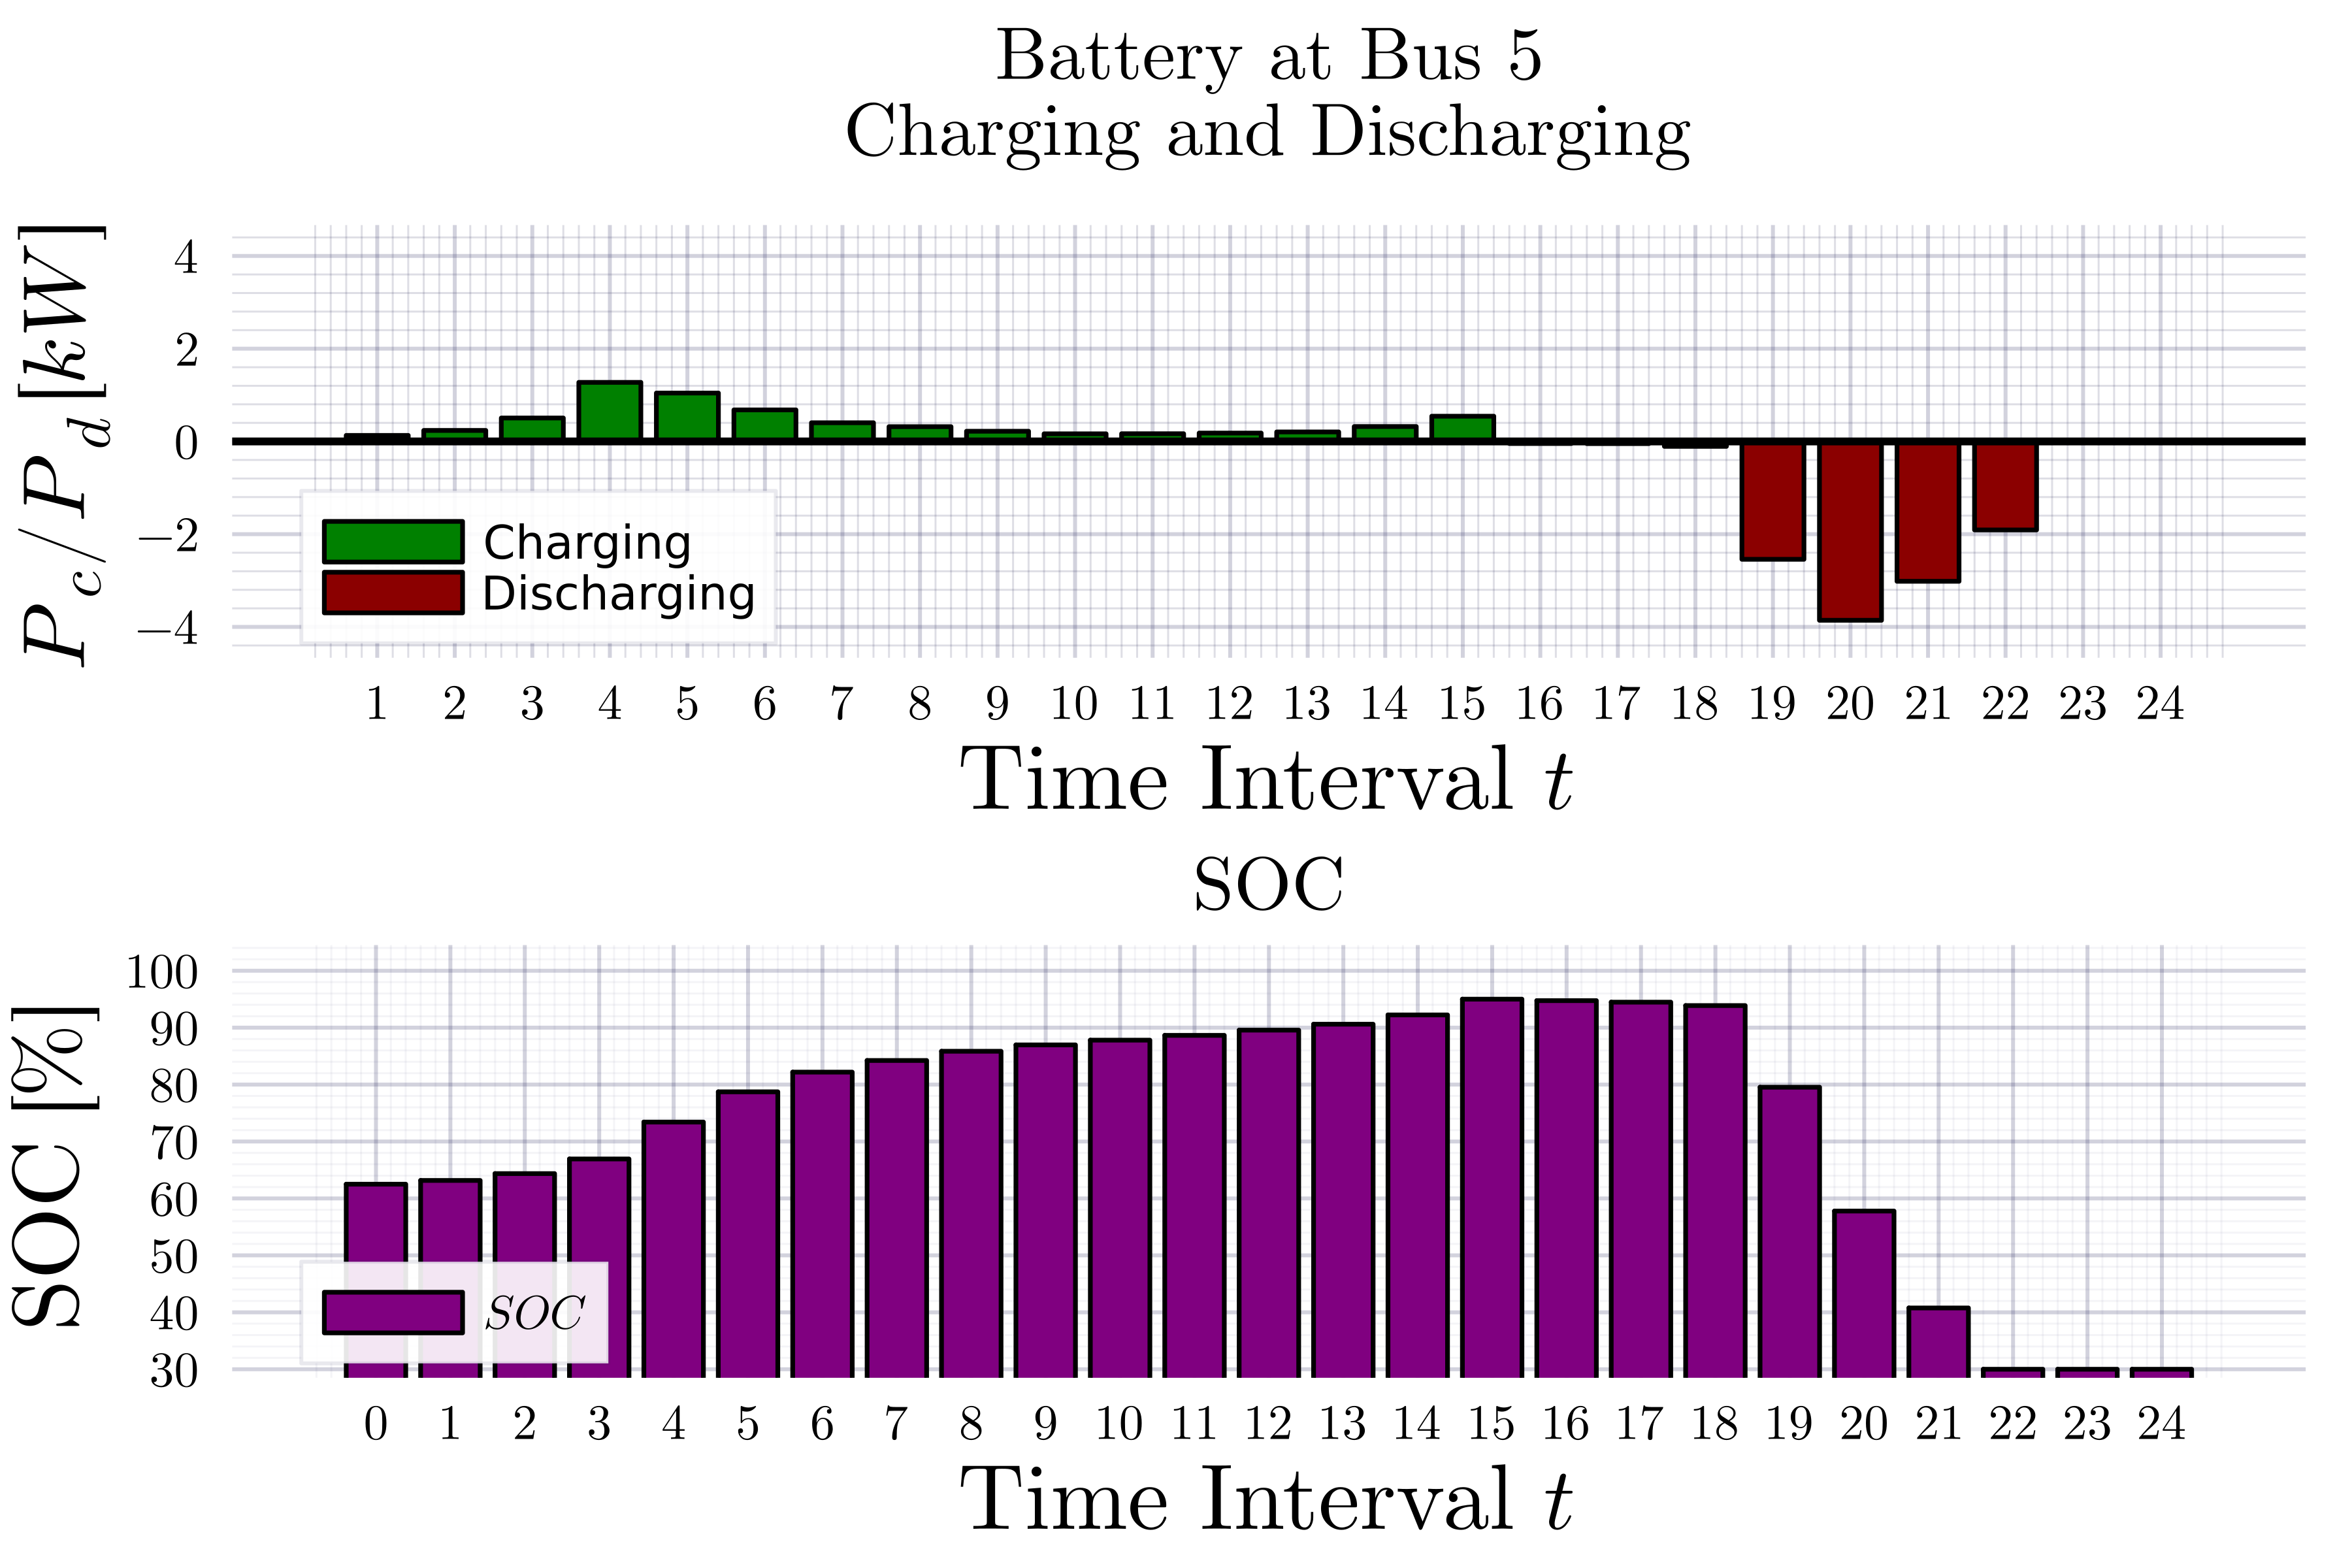 Battery at Bus 5
Charging and Discharging
P_c/P_d [kW]
4
2
0
−2
−4
Charging
Discharging
1 2 3 4 5 6 7 8 9 10 11 12 13 14 15 16 17 18 19 20 21 22 23 24
Time Interval t
SOC
SOC [%]
100
90
80
70
60
50
40
30
SOC
0 1 2 3 4 5 6 7 8 9 10 11 12 13 14 15 16 17 18 19 20 21 22 23 24
Time Interval t